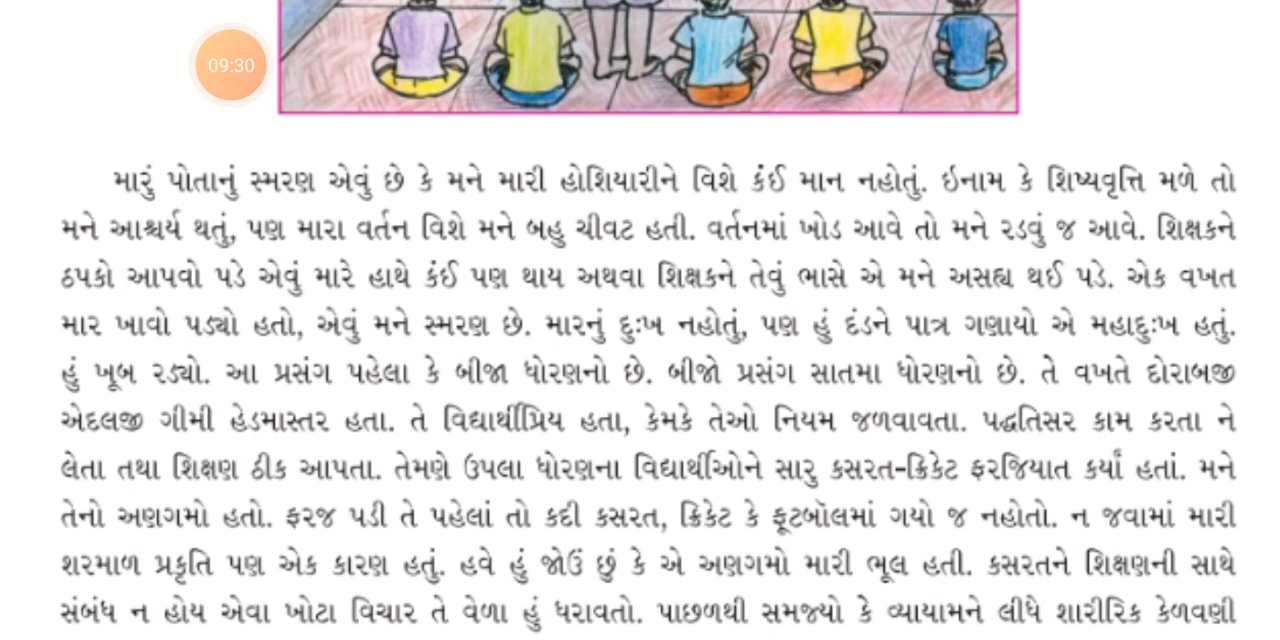 09:30
મારું પોતાનું સ્મરણ એવું છે કે મને મારી હોશિયારીને વિશે કંઈ માન નહોતું. ઇનામ કે શિષ્યવૃત્તિ મળે તો
મને આશ્ચર્ય થતું, પણ મારા વર્તન વિશે મને બહુ ચીવટ હતી. વર્તનમાં ખોડ આવે તો મને રડવું જ આવે. શિક્ષકને
ઠપકો આપવો પડે એવું મારે હાથે કંઈ પણ થાય અથવા શિક્ષકને તેવું ભાસે એ મને અસહ્ય થઈ પડે. એક વખત
માર ખાવો પડ્યો હતો, એવું મને સ્મરણ છે. મારનું દુઃખ નહોતું, પણ હું દંડને પાત્ર ગણાયો એ મહાદુઃખ હતું.
હું ખૂબ રડ્યો. આ પ્રસંગ પહેલા કે બીજા ધોરણનો છે. બીજો પ્રસંગ સાતમા ધોરણનો છે. તે વખતે દોરાબજી
એદલજી ગીમી હેડમાસ્તર હતા. તે વિદ્યાર્થીપ્રિય હતા, કેમકે તેઓ નિયમ જળવાવતા. પદ્ધતિસર કામ કરતા ને
લેતા તથા શિક્ષણ ઠીક આપતા. તેમણે ઉપલા ધોરણના વિદ્યાર્થીઓને સારુ કસરત-ક્રિકેટ ફરજિયાત કર્યાં હતાં. મને
તેનો અણગમો હતો. ફરજ પડી તે પહેલાં તો કદી કસરત, ક્રિકેટ કે ફૂટબૉલમાં ગયો જ નહોતો. ન જવામાં મારી
શરમાળ પ્રકૃતિ પણ એક કારણ હતું. હવે હું જોઉં છું કે એ અણગમો મારી ભૂલ હતી. કસરતને શિક્ષણની સાથે
સંબંધ ન હોય એવા ખોટા વિચાર તે વેળા હું ધરાવતો. પાછળથી સમજ્યો કે વ્યાયામને લીધે શારીરિક કેળવણી